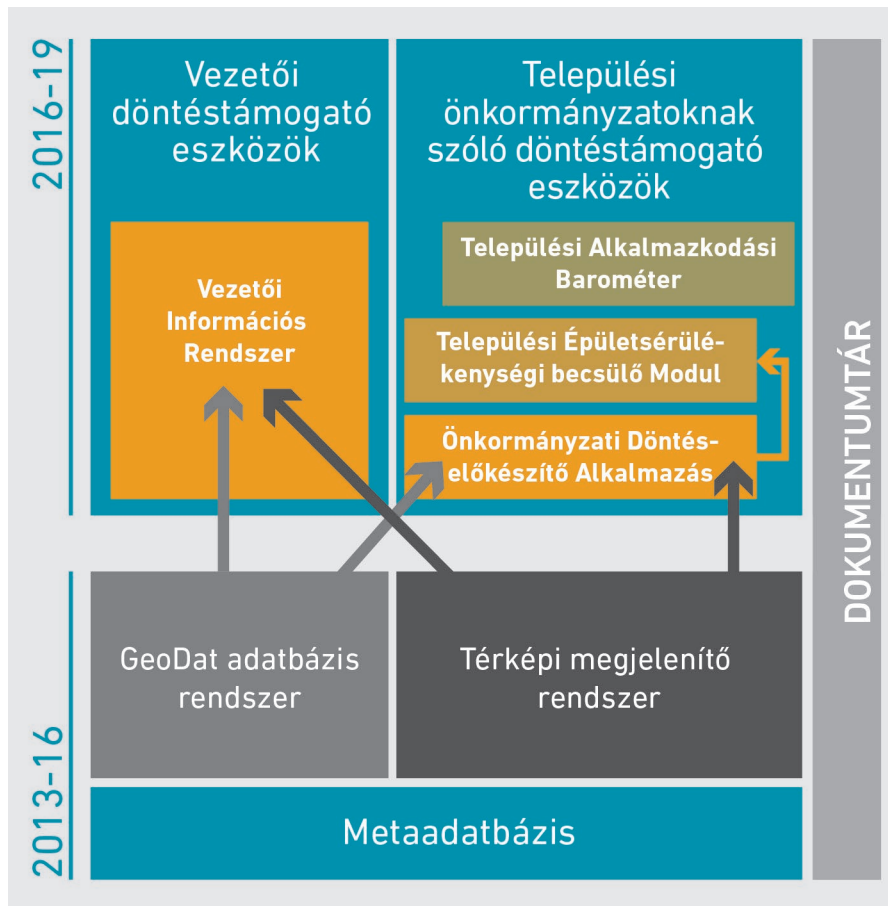 2016-19
Vezetői
döntéstámogató
eszközök
Települési
önkormányzatoknak
szóló döntéstámogató
eszközök
Vezetői
Információs
Rendszer
Települési Alkalmazkodási
Barométer
Települési Épületsérülé-
kenységi becsülő Modul
Önkormányzati Döntés-
előkészítő Alkalmazás
DOKUMENTUMTÁR
2013-16
GeoDat adatbázis
rendszer
Térképi megjelenítő
rendszer
Metaadatbázis